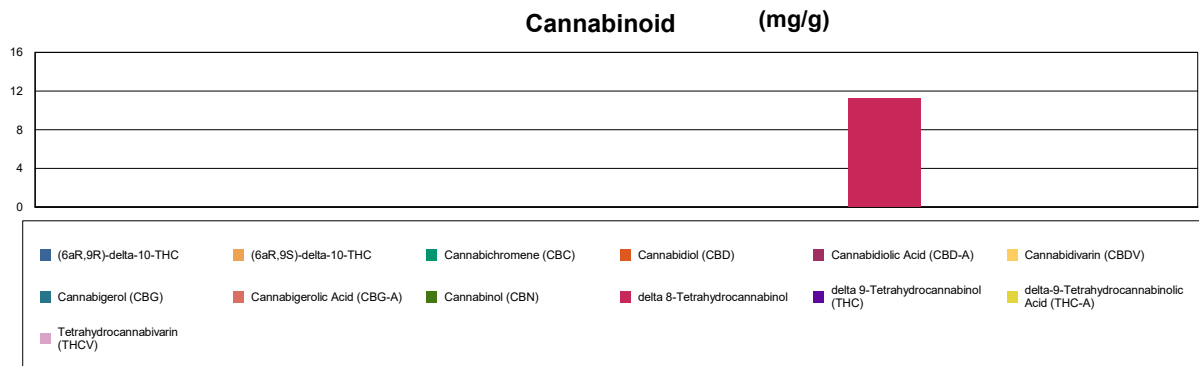 Cannabinoid (mg/g)
16
12
8
4
0
(6aR,9R)-delta-10-THC
(6aR,9S)-delta-10-THC
Cannabichromene (CBC)
Cannabidiol (CBD)
Cannabidiolic Acid (CBD-A)
Cannabidivarin (CBDV)
Cannabigerol (CBG)
Cannabigerolic Acid (CBG-A)
Cannabinol (CBN)
delta 8-Tetrahydrocannabinol
delta 9-Tetrahydrocannabinol
(THC)
delta-9-Tetrahydrocannabinolic
Acid (THC-A)
Tetrahydrocannabivarin
(THCV)